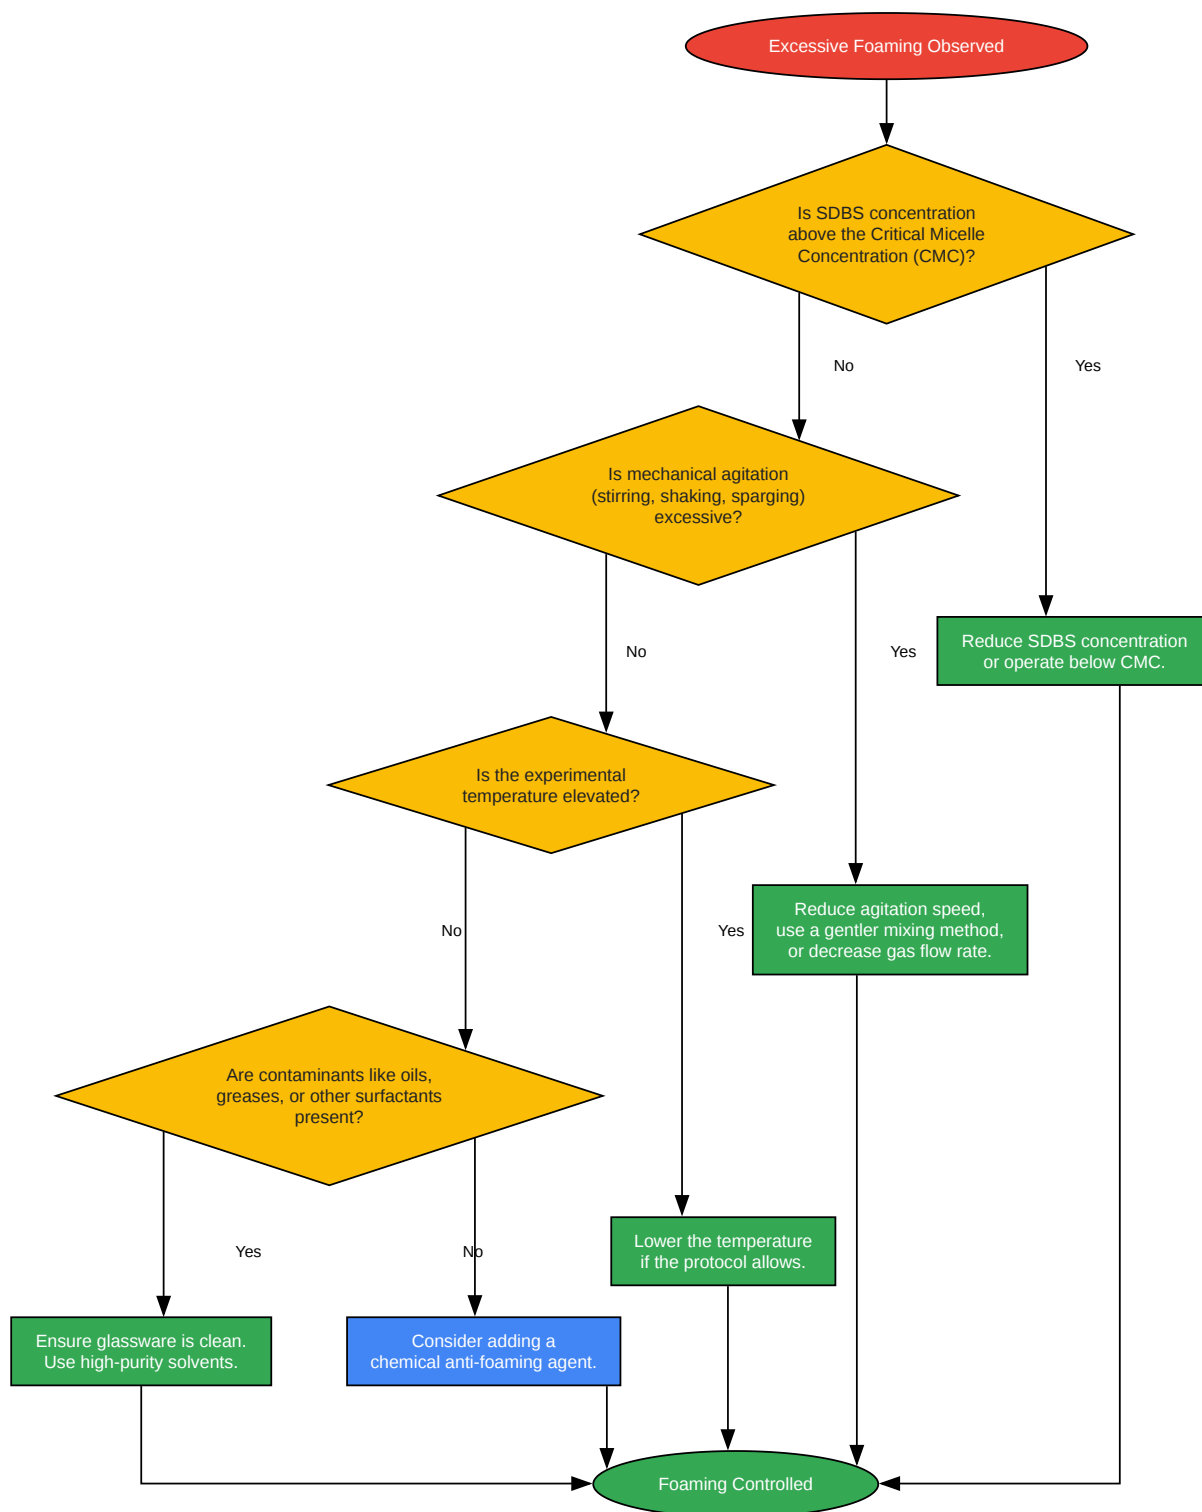 Excessive Foaming Observed
Is SDBS concentration
above the Critical Micelle
Concentration (CMC)?
No
Yes
Is mechanical agitation
(stirring, shaking, sparging)
excessive?
No
Yes
Reduce SDBS concentration
or operate below CMC.
Is the experimental
temperature elevated?
No
Yes
Reduce agitation speed,
use a gentler mixing method,
or decrease gas flow rate.
Are contaminants like oils,
greases, or other surfactants
present?
Yes
No
Lower the temperature
if the protocol allows.
Ensure glassware is clean.
Use high-purity solvents.
Consider adding a
chemical anti-foaming agent.
Foaming Controlled